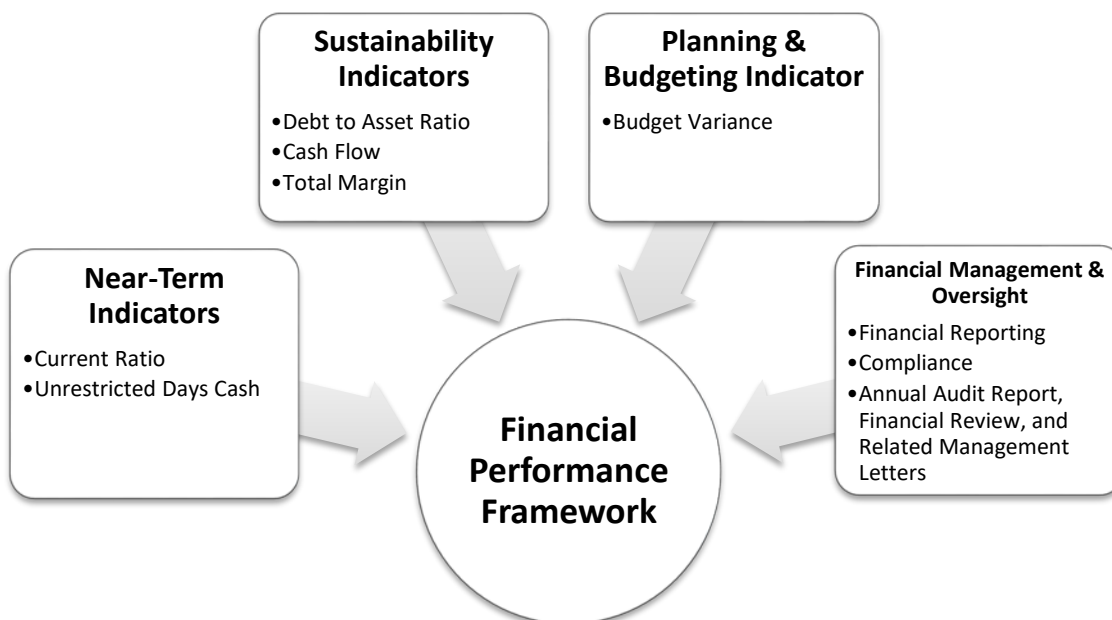 Sustainability
Indicators
•Debt to Asset Ratio
•Cash Flow
•Total Margin
Planning &
Budgeting Indicator
•Budget Variance
Near-Term
Indicators
•Current Ratio
•Unrestricted Days Cash
Financial Management &
Oversight
•Financial Reporting
•Compliance
•Annual Audit Report,
Financial Review, and
Related Management
Letters
Financial
Performance
Framework